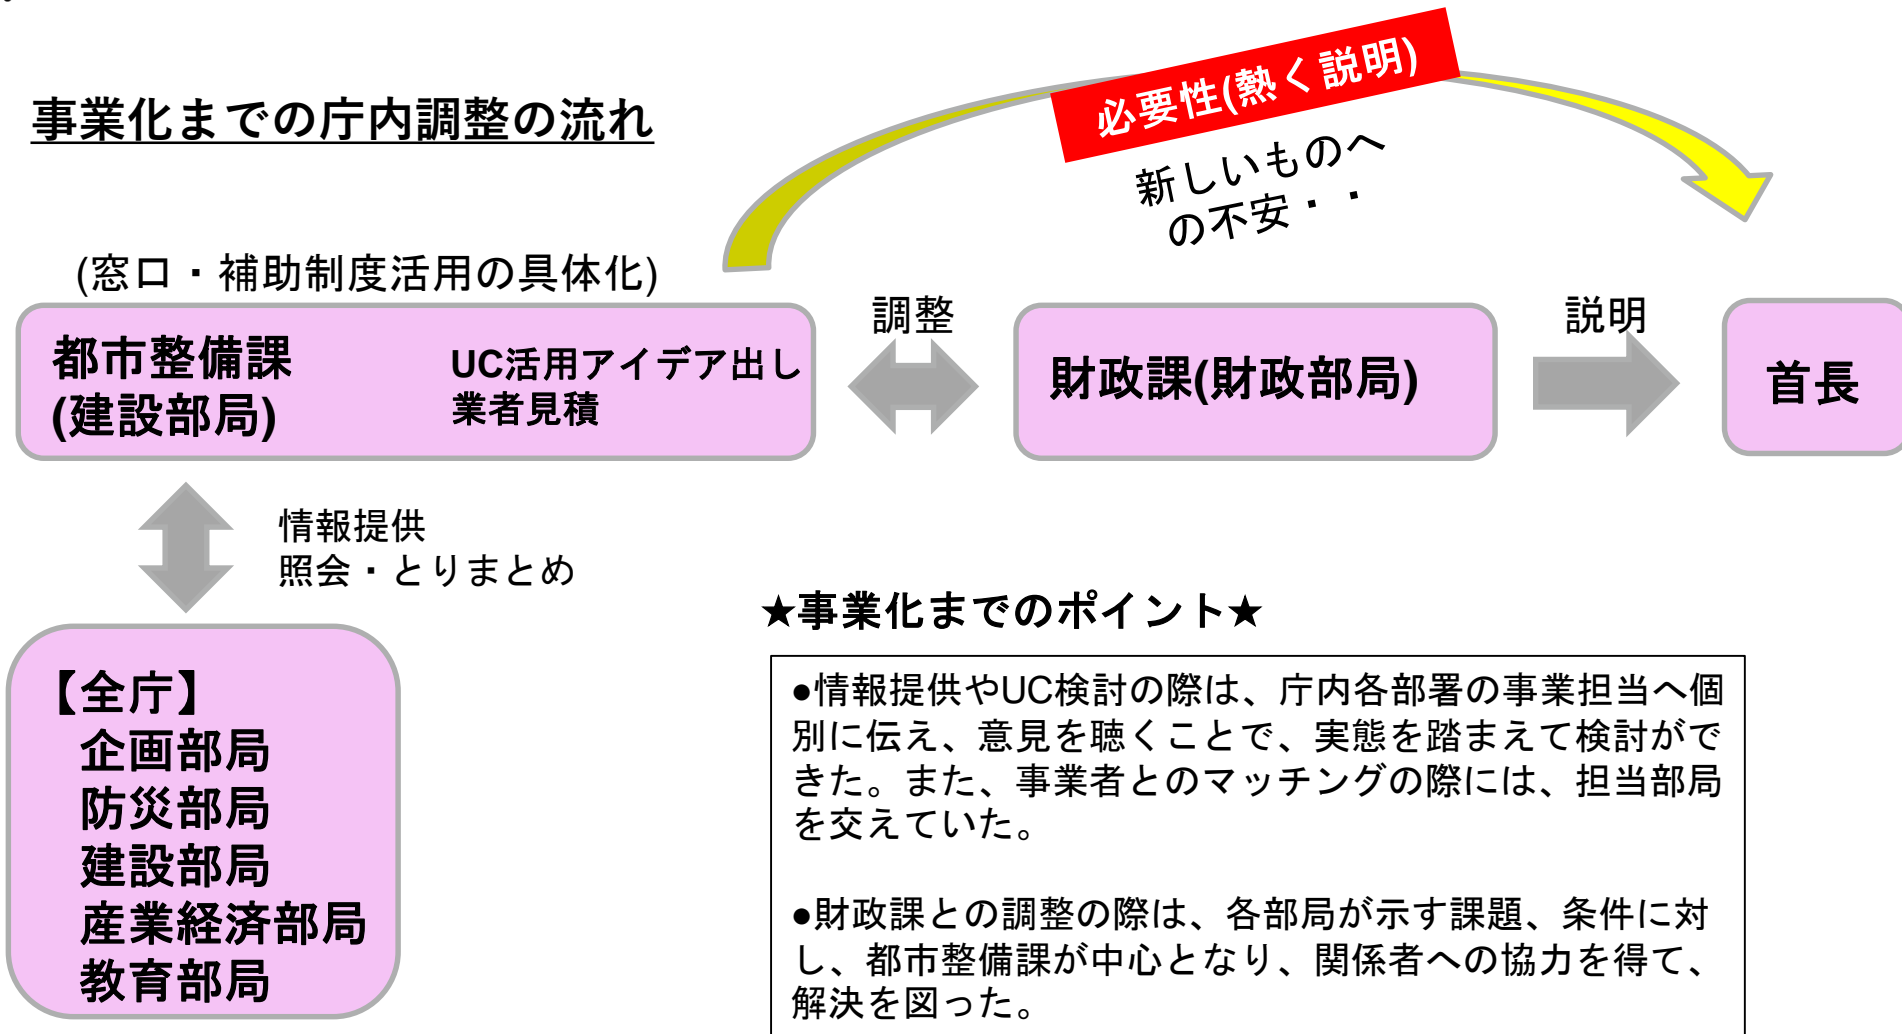 事業化までの庁内調整の流れ
必要性(熱く説明)
新しいものへ
の不安・・
(窓口・補助制度活用の具体化)
都市整備課
(建設部局)
UC活用アイデア出し
業者見積
調整
財政課(財政部局)
説明
首長
情報提供
照会・とりまとめ
【全庁】
企画部局
防災部局
建設部局
産業経済部局
教育部局
★事業化までのポイント★
●情報提供やUC検討の際は、庁内各部署の事業担当へ個
別に伝え、意見を聴くことで、実態を踏まえて検討がで
きた。また、事業者とのマッチングの際には、担当部局
を交えていた。
●財政課との調整の際は、各部局が示す課題、条件に対
し、都市整備課が中心となり、関係者への協力を得て、
解決を図った。